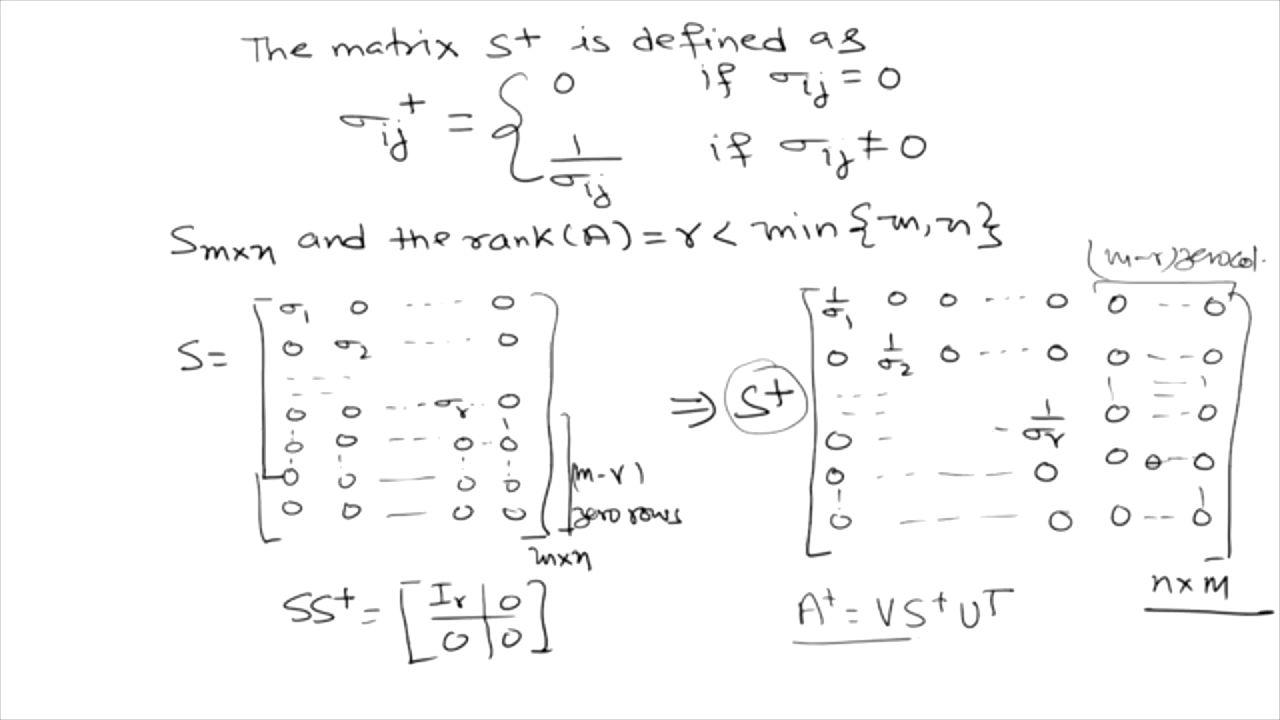 The matrix S⁺ is defined as
σᵢⱼ⁺ = { 0 if σᵢⱼ = 0
1/σᵢⱼ if σᵢⱼ ≠ 0
Sₘₓₙ and the rank(A) = r < min{m, n}
(m-r) zero col.
S = [ σ₁ 0 ---- 0
0 σ₂ ---- 0
-----
0 0 --- σᵣ 0
0 0 --- 0 - 0
0 0 — 0 0
0 0 — 0 0 ] m×n
(m-r)
zero rows
⇒ S⁺ [ 1/σ₁ 0 0 --- 0 0 --- 0
0 1/σ₂ 0 ---- 0 0 --- 0
-----
0 - - 1/σᵣ 0 --- 0
0 ----- 0 0 0 - 0
0 ----- 0 0 -- 0 ]
n×m
SS⁺ = [ Iᵣ | 0
0 | 0 ]
A⁺ = VS⁺Uᵀ